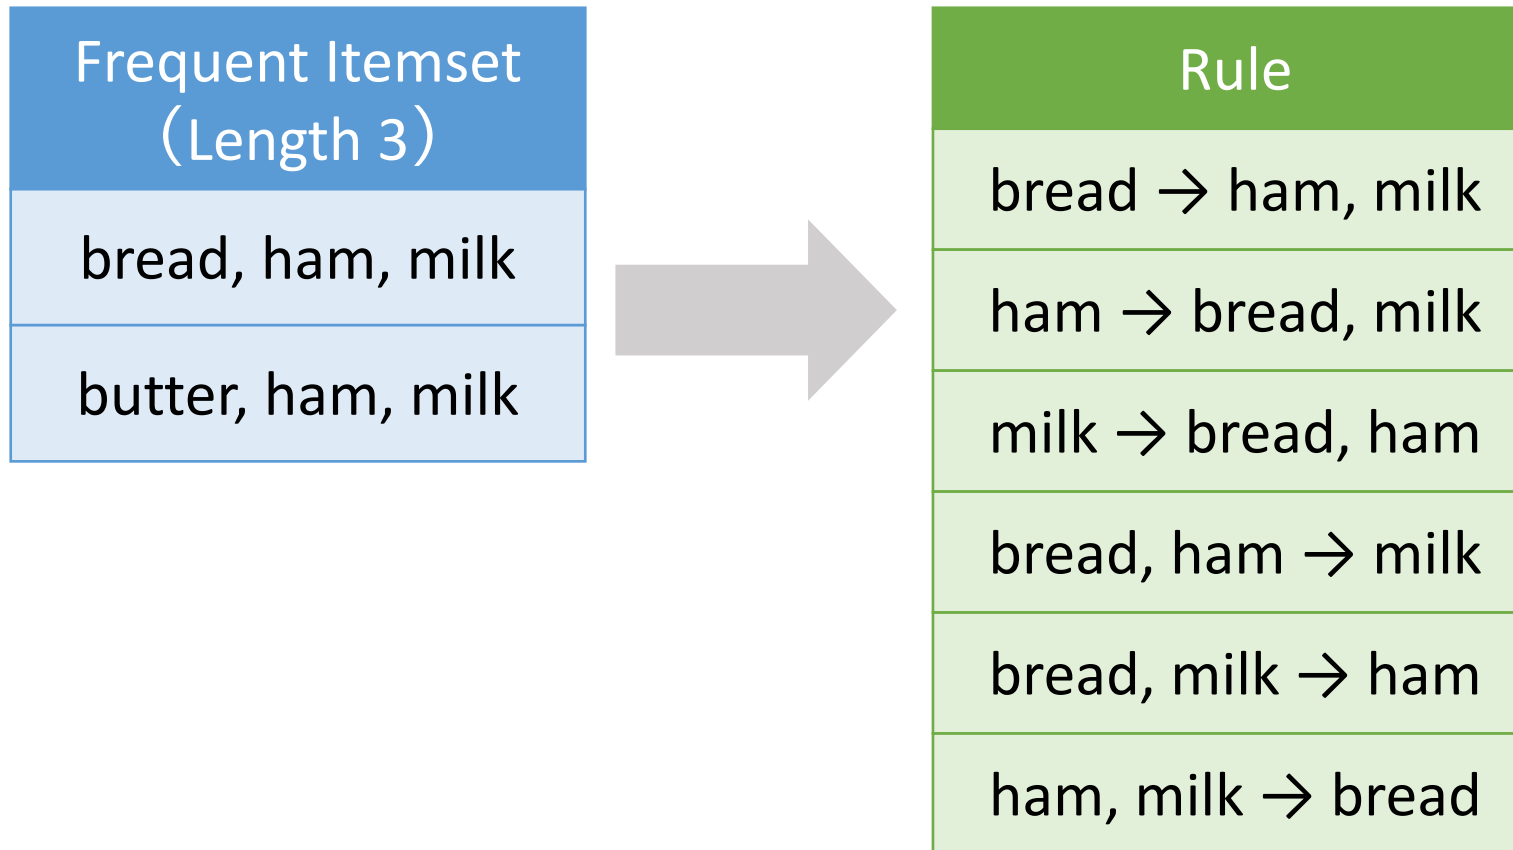 Frequent Itemset
（Length 3）
bread, ham, milk
butter, ham, milk
Rule
bread → ham, milk
ham → bread, milk
milk → bread, ham
bread, ham → milk
bread, milk → ham
ham, milk → bread